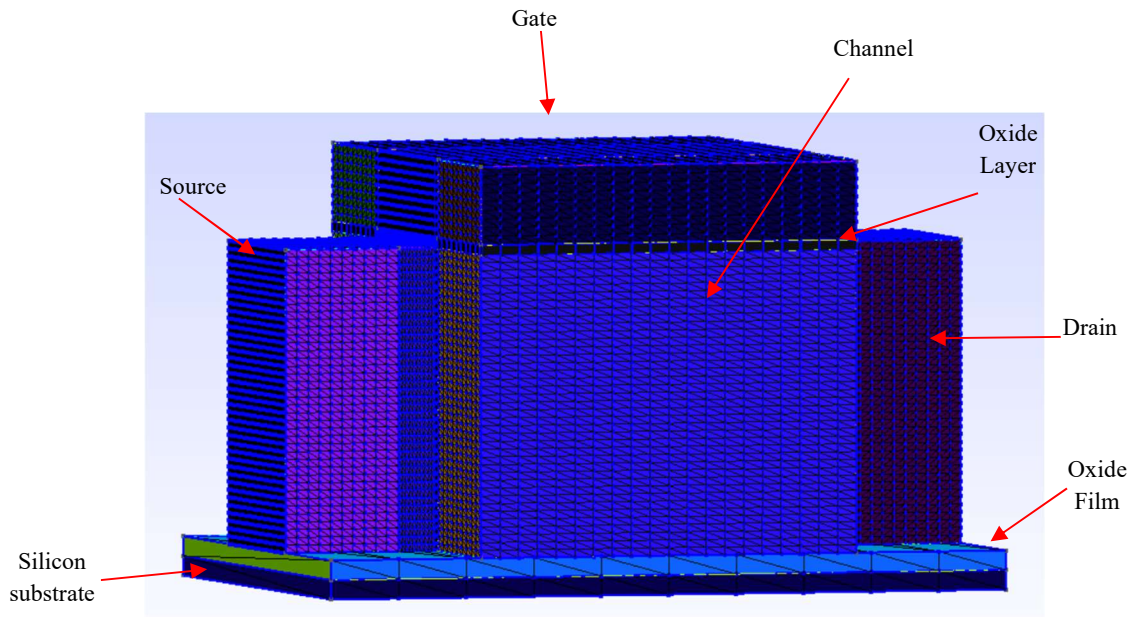 Gate
Channel
Oxide
Layer
Source
Drain
Oxide
Film
Silicon
substrate